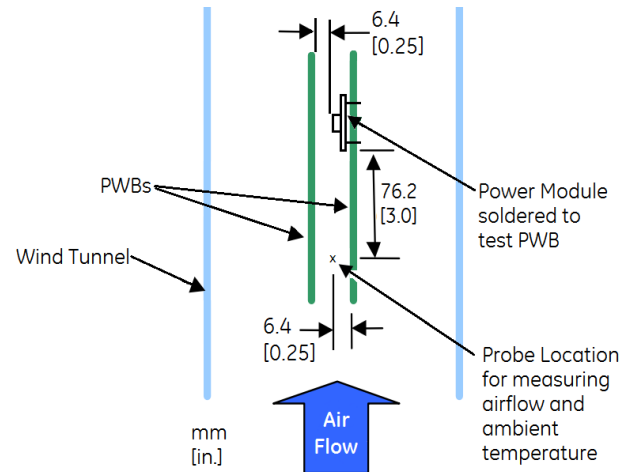 6.4
[0.25]
PWBs
76.2
[3.0]
Power Module
soldered to
test PWB
Wind Tunnel
x
6.4
[0.25]
Probe Location
for measuring
airflow and
ambient
temperature
Air
Flow
mm
[in.]